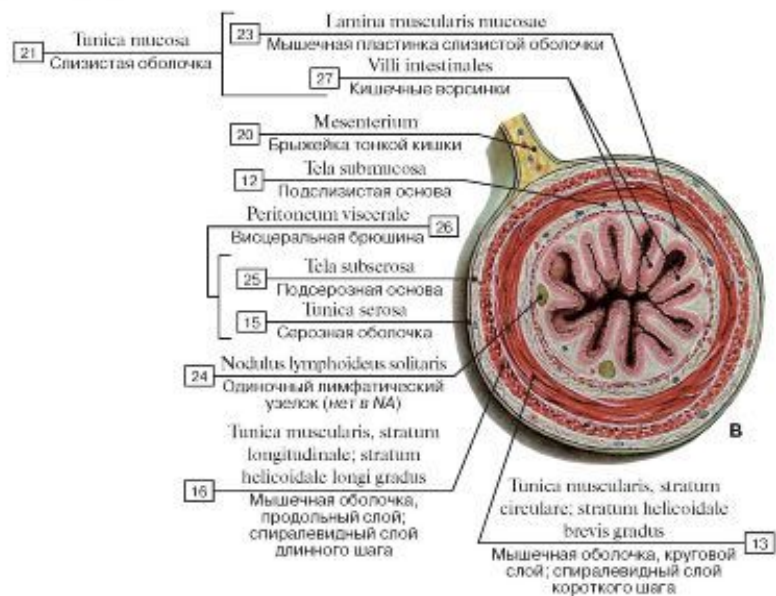 21
Tunica mucosa
Слизистая оболочка
23
Lamina muscularis mucosae
Мышечная пластинка слизистой оболочки
27
Villi intestinales
Кишечные ворсинки
20
Mesenterium
Брыжейка тонкой кишки
12
Tela submucosa
Подслизистая основа
Peritoneum viscerale
26
Висцеральная брюшина
25
Tela subserosa
Подсерозная основа
15
Tunica serosa
Серозная оболочка
24
Nodulus lymphoideus solitaris
Одиночный лимфатический
узелок (нет в NA)
16
Tunica muscularis, stratum
longitudinale; stratum
helicoidale longi gradus
Мышечная оболочка,
продольный слой;
спиралевидный слой
длинного шага
B
Tunica muscularis, stratum
circulare; stratum helicoidale
brevis gradus
13
Мышечная оболочка, круговой
слой; спиралевидный слой
короткого шага